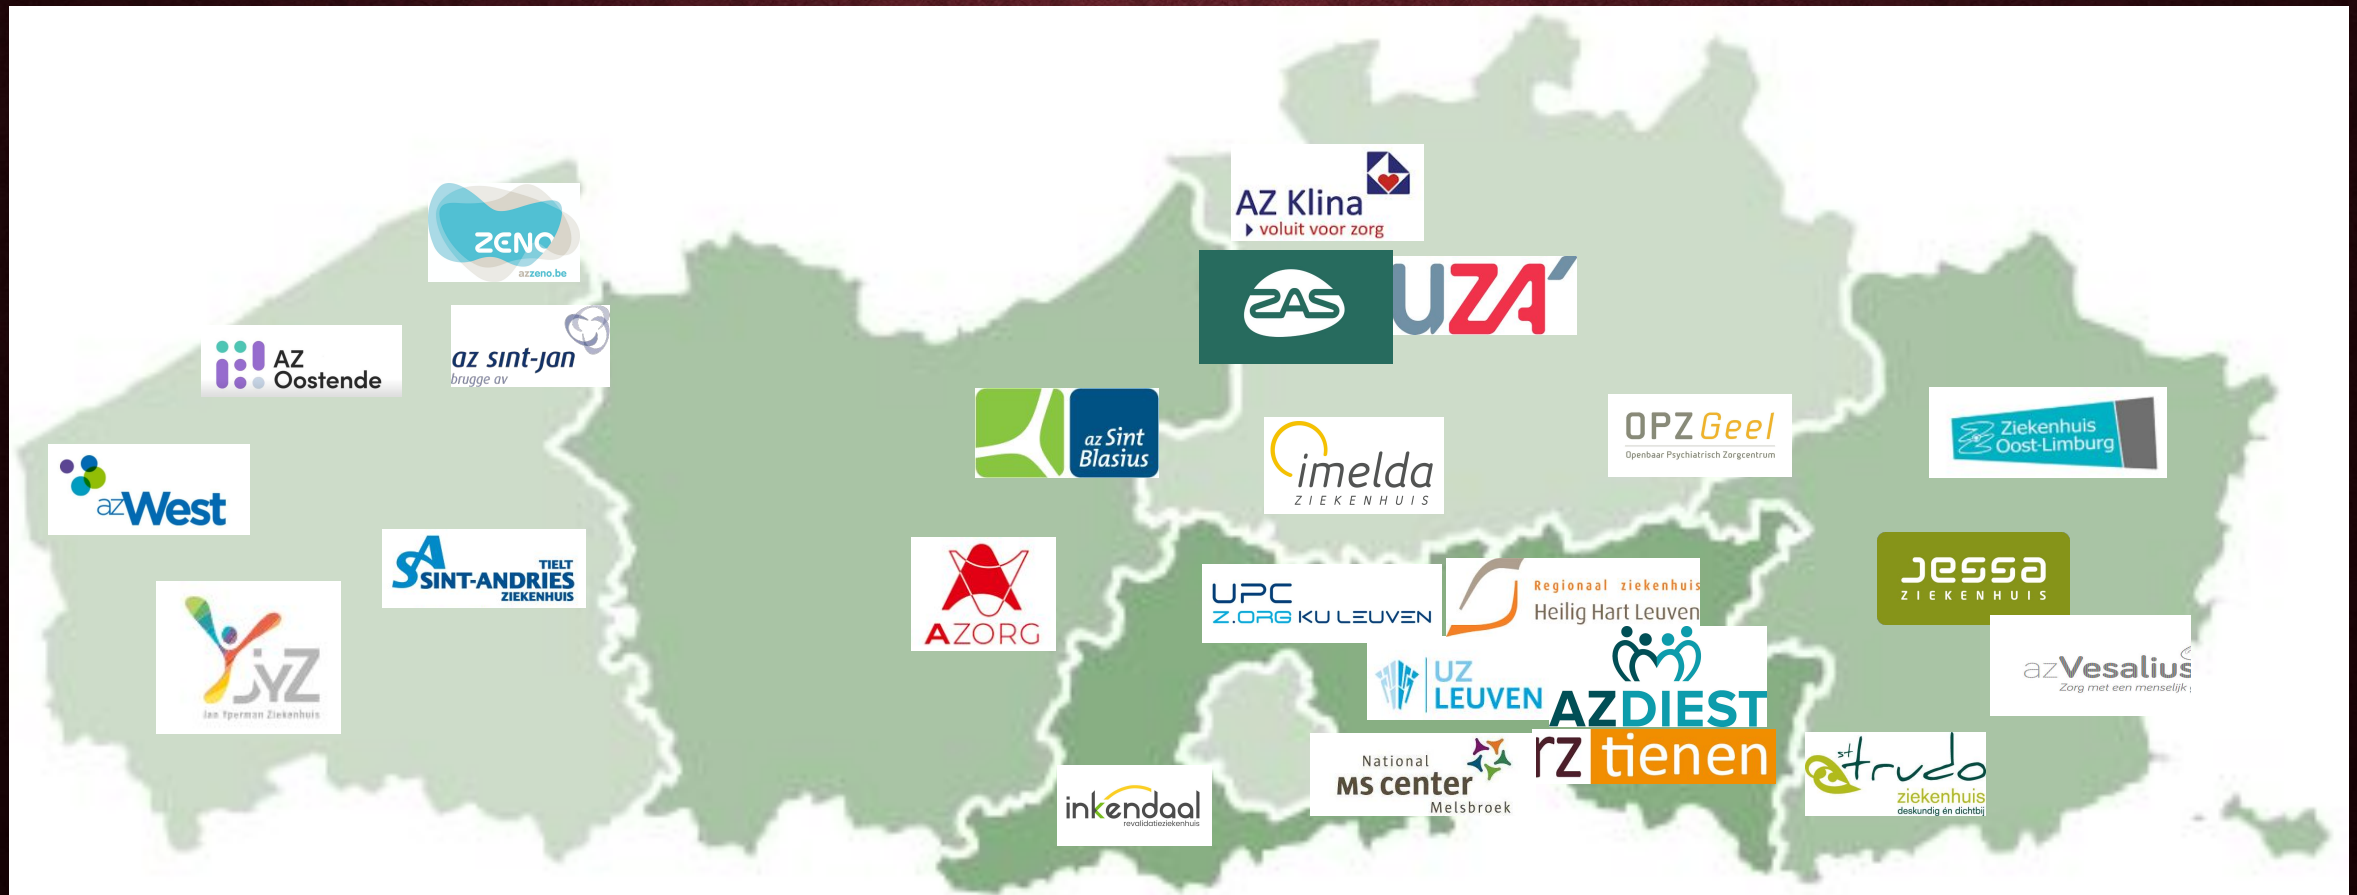 AZ Klina
voluit voor zorg
ZENO
azzeno.be
ZAS
UZA'
az sint-jan
brugge av
AZ
Oostende
az Sint
Blasius
imelda
ZIEKENHUIS
OPZ Geel
Openbaar Psychiatrisch Zorgcentrum
Ziekenhuis
Oost-Limburg
azWest
A
SINT-ANDRIES
TIELT
ZIEKENHUIS
AZORG
UPC
Z.ORG KU LEUVEN
Regionaal ziekenhuis
Heilig Hart Leuven
jessa
ZIEKENHUIS
jyZ
Jan Yperman Ziekenhuis
UZ
LEUVEN
AZDIEST
azVesalius
Zorg met een menselijk
National
MS center
Melsbroek
rz tienen
st trudo
ziekenhuis
deskundig én dichtbij
inkendaal
revalidatieziekenhuis